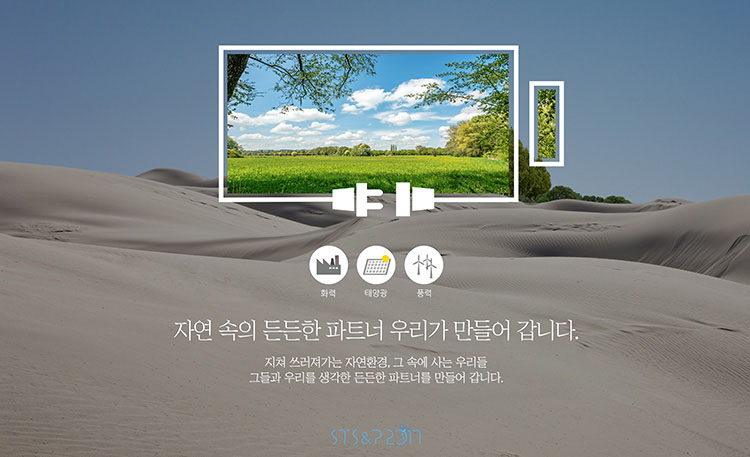 화력
태양광
풍력
자연 속의 든든한 파트너 우리가 만들어 갑니다.
지쳐 쓰러져가는 자연환경, 그 속에 사는 우리들
그들과 우리를 생각한 든든한 파트너를 만들어 갑니다.